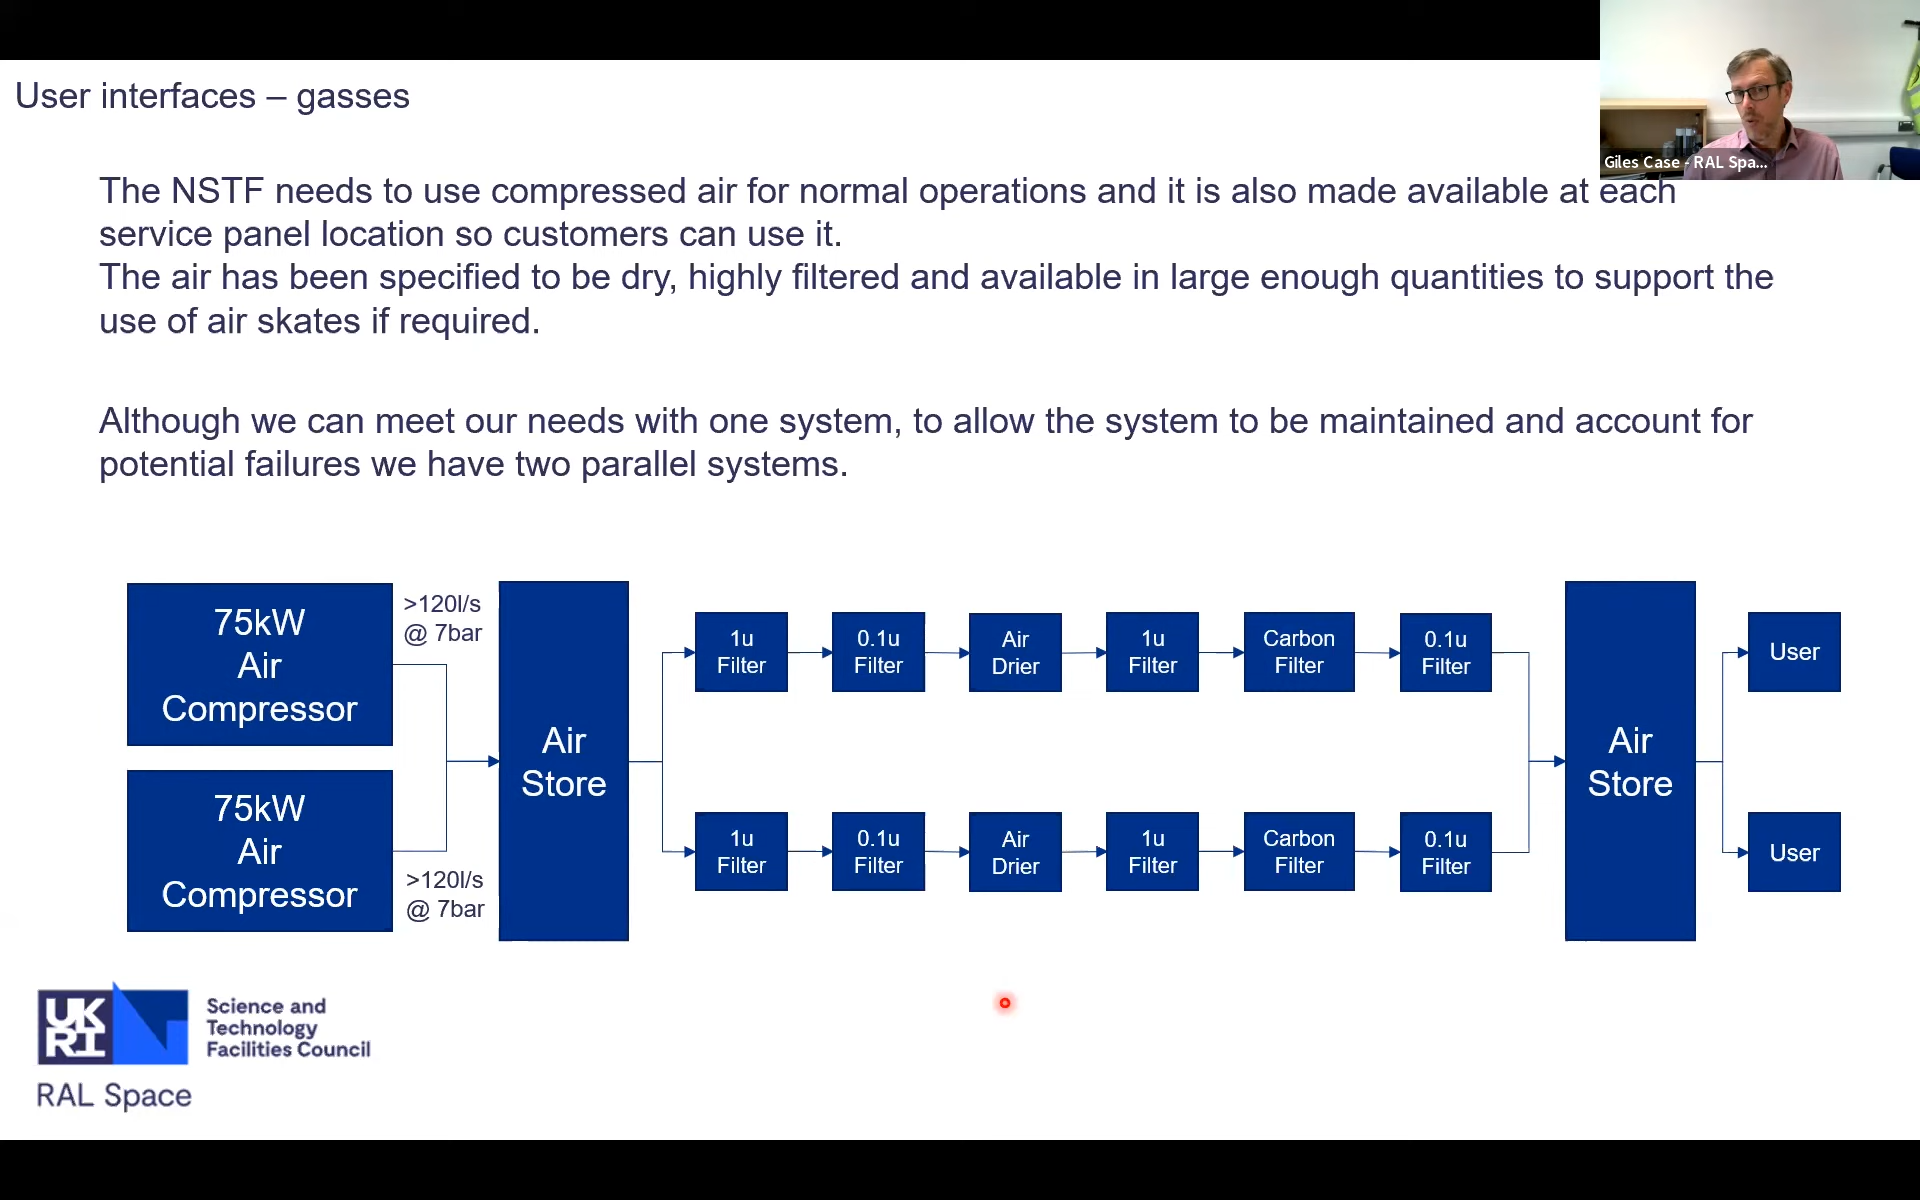 User interfaces – gasses
Giles Case - RAL Spa...
The NSTF needs to use compressed air for normal operations and it is also made available at each
service panel location so customers can use it.
The air has been specified to be dry, highly filtered and available in large enough quantities to support the
use of air skates if required.
Although we can meet our needs with one system, to allow the system to be maintained and account for
potential failures we have two parallel systems.
75kW
Air
Compressor
>120l/s
@ 7bar
75kW
Air
Compressor
>120l/s
@ 7bar
Air
Store
1u
Filter
0.1u
Filter
Air
Drier
1u
Filter
Carbon
Filter
0.1u
Filter
1u
Filter
0.1u
Filter
Air
Drier
1u
Filter
Carbon
Filter
0.1u
Filter
Air
Store
User
User
UK
RI
Science and
Technology
Facilities Council
RAL Space